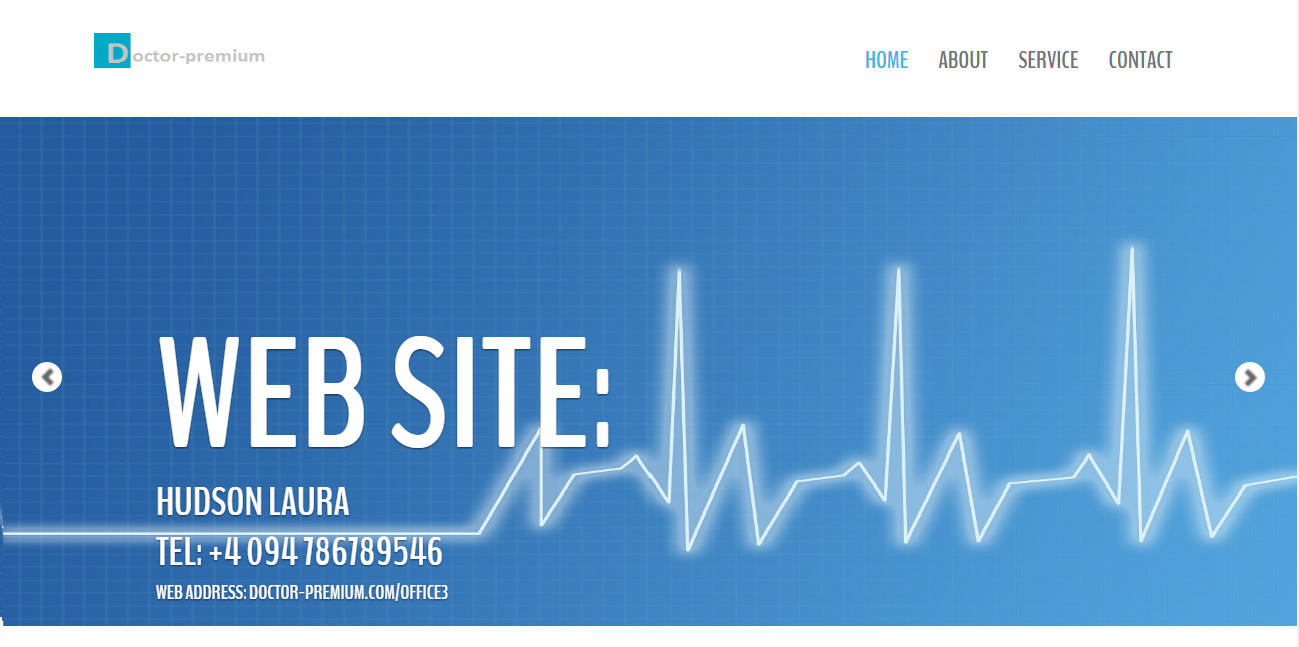 Doctor-premium
HOME ABOUT SERVICE CONTACT
WEB SITE:
HUDSON LAURA
TEL: +4 094 786789546
WEB ADDRESS: DOCTOR-PREMIUM.COM/OFFICE3